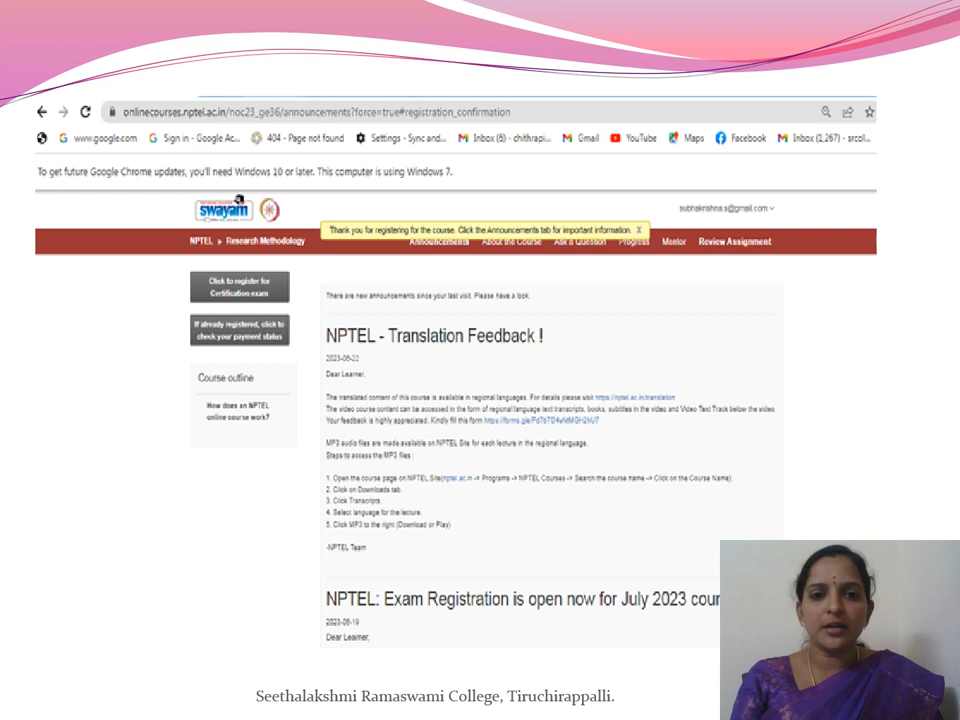 onlinecourses.nptel.ac.in/noc23_ge36/announcements?force=true#registration_confirmation
www.google.com Sign in - Google Ac... 404 - Page not found Settings - Sync and... Inbox (6) - chithrapi... Gmail YouTube Maps Facebook Inbox (1,267) - srcol...
To get future Google Chrome updates, you'll need Windows 10 or later. This computer is using Windows 7.
swayam
subhakrishna.s@gmail.com
Thank you for registering for the course. Click the Announcements tab for important information. X
NPTEL » Research Methodology Announcements About the Course Ask a Question Progress Mentor Review Assignment
Click to register for
Certification exam
If already registered, click to
check your payment status
Course outline
How does an NPTEL
online course work?
There are new announcements since your last visit. Please have a look.
NPTEL - Translation Feedback !
2023-06-22
Dear Learner,
The translated content of this course is available in regional languages. For details please visit https://nptel.ac.in/translation
The video course content can be accessed in the form of regional language text transcripts, books, subtitles in the video and Video Text Track below the video.
Your feedback is highly appreciated. Kindly fill this form
MP3 audio files are made available on NPTEL Site for each lecture in the regional language.
Steps to access the MP3 files :
1. Open the course page on NPTEL Site(nptel.ac.in -> Programs -> NPTEL Courses -> Search the course name -> Click on the Course Name)
2. Click on Downloads tab.
3. Click Transcripts.
4. Select language for the lecture.
5. Click MP3 to the right (Download or Play)
-NPTEL Team
NPTEL: Exam Registration is open now for July 2023 cour
2023-06-19
Dear Learner,
Seethalakshmi Ramaswami College, Tiruchirappalli.